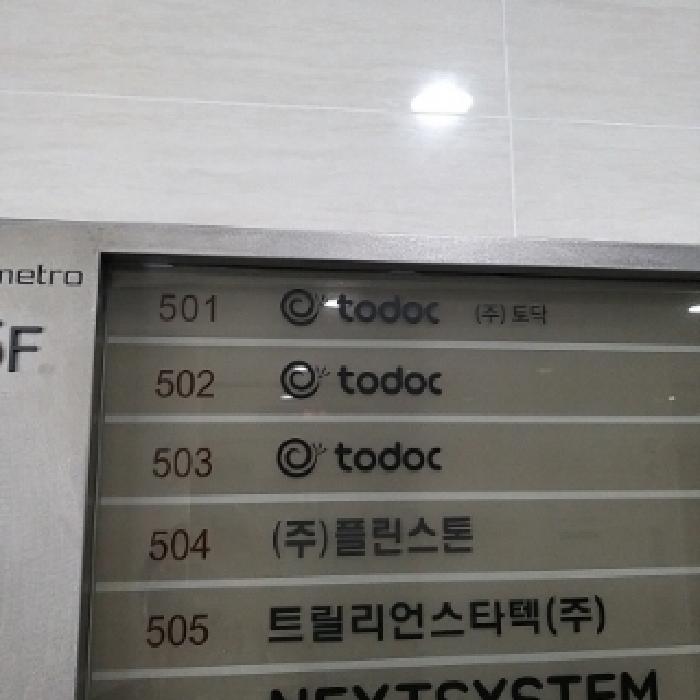 metro
5F
501 todoc (주)토닥
502 todoc
503 todoc
504 (주)플린스톤
505 트릴리언스타텍(주)
NEXTSYSTEM